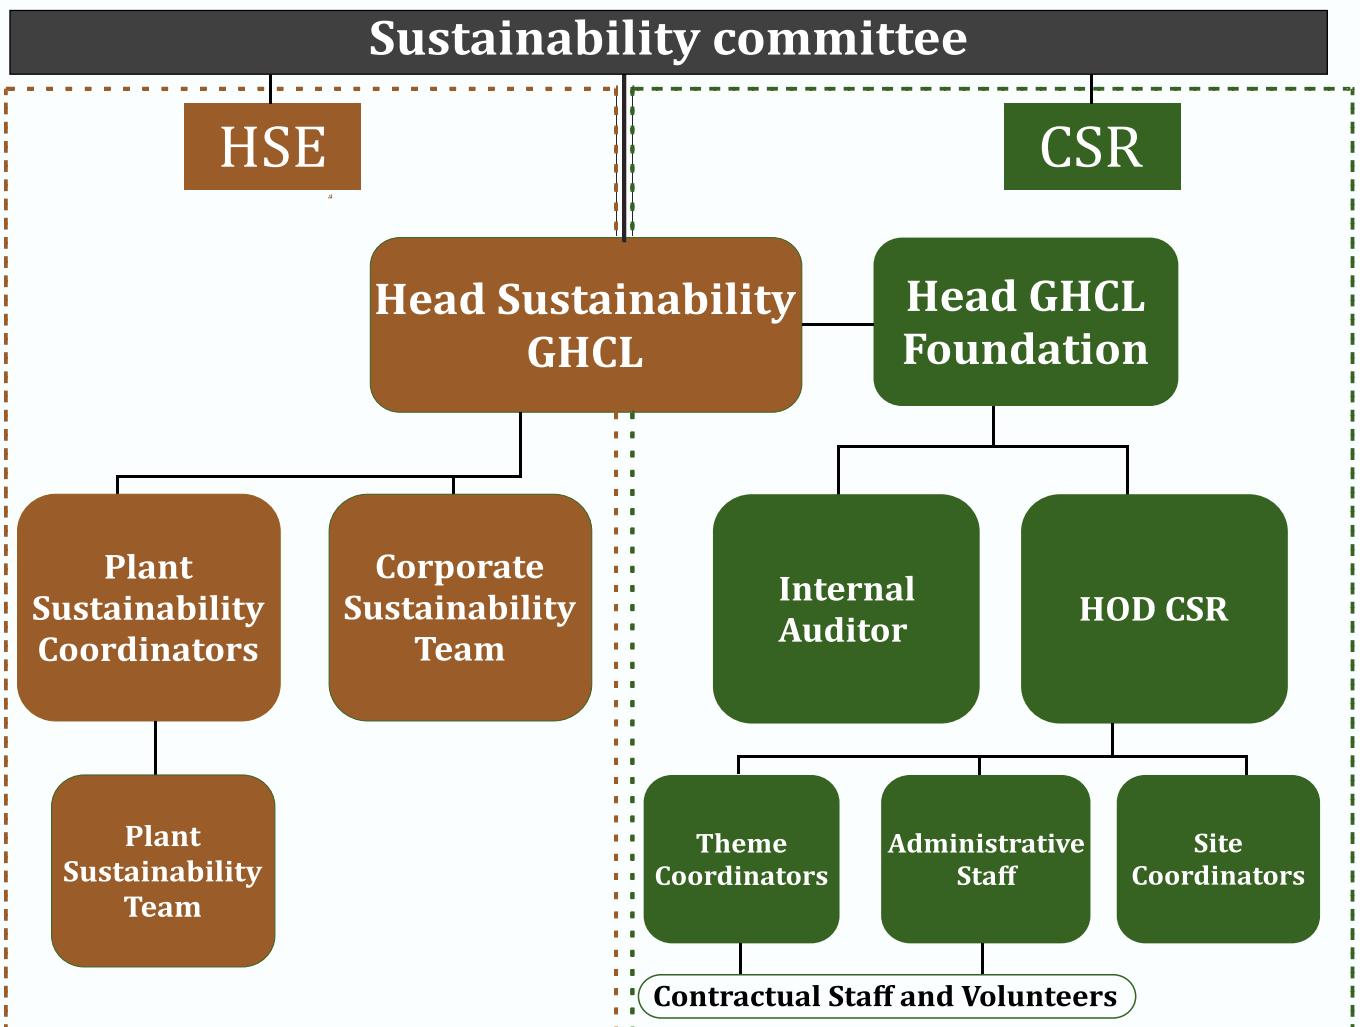 Sustainability committee
HSE
CSR
Head Sustainability
GHCL
Head GHCL
Foundation
Plant
Sustainability
Coordinators
Corporate
Sustainability
Team
Internal
Auditor
HOD CSR
Plant
Sustainability
Team
Theme
Coordinators
Administrative
Staff
Site
Coordinators
Contractual Staff and Volunteers